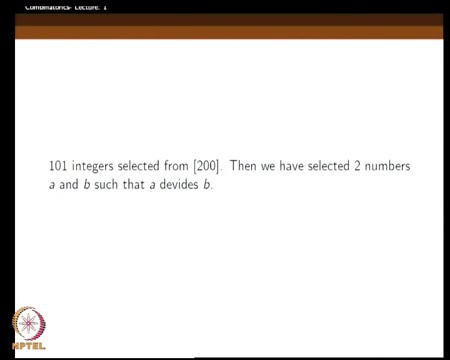 Combinatorics- Lecture: 1
101 integers selected from [200]. Then we have selected 2 numbers
a and b such that a devides b.
NPTEL